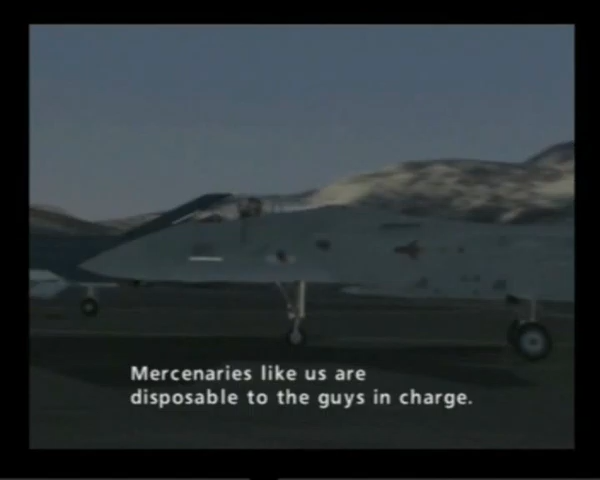 Mercenaries like us are
disposable to the guys in charge.